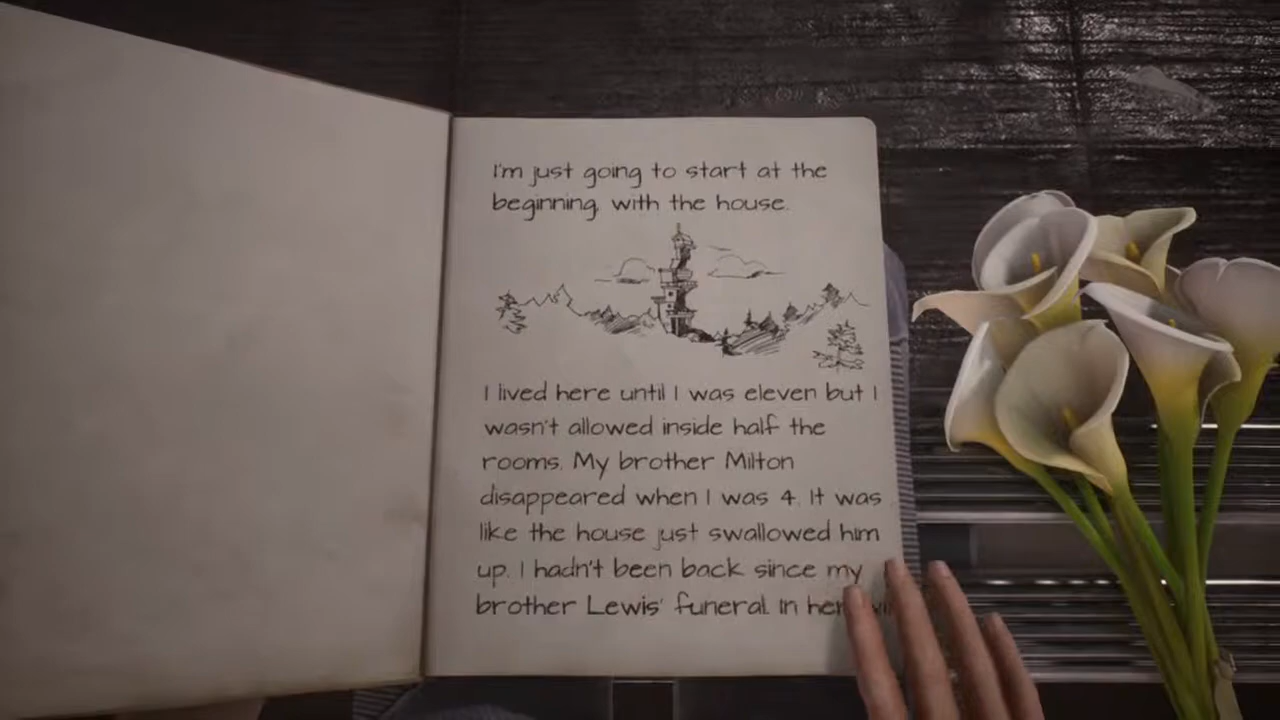 I'm just going to start at the
beginning, with the house.
I lived here until I was eleven but I
wasn't allowed inside half the
rooms. My brother Milton
disappeared when I was 4. It was
like the house just swallowed him
up. I hadn't been back since my
brother Lewis' funeral. In her